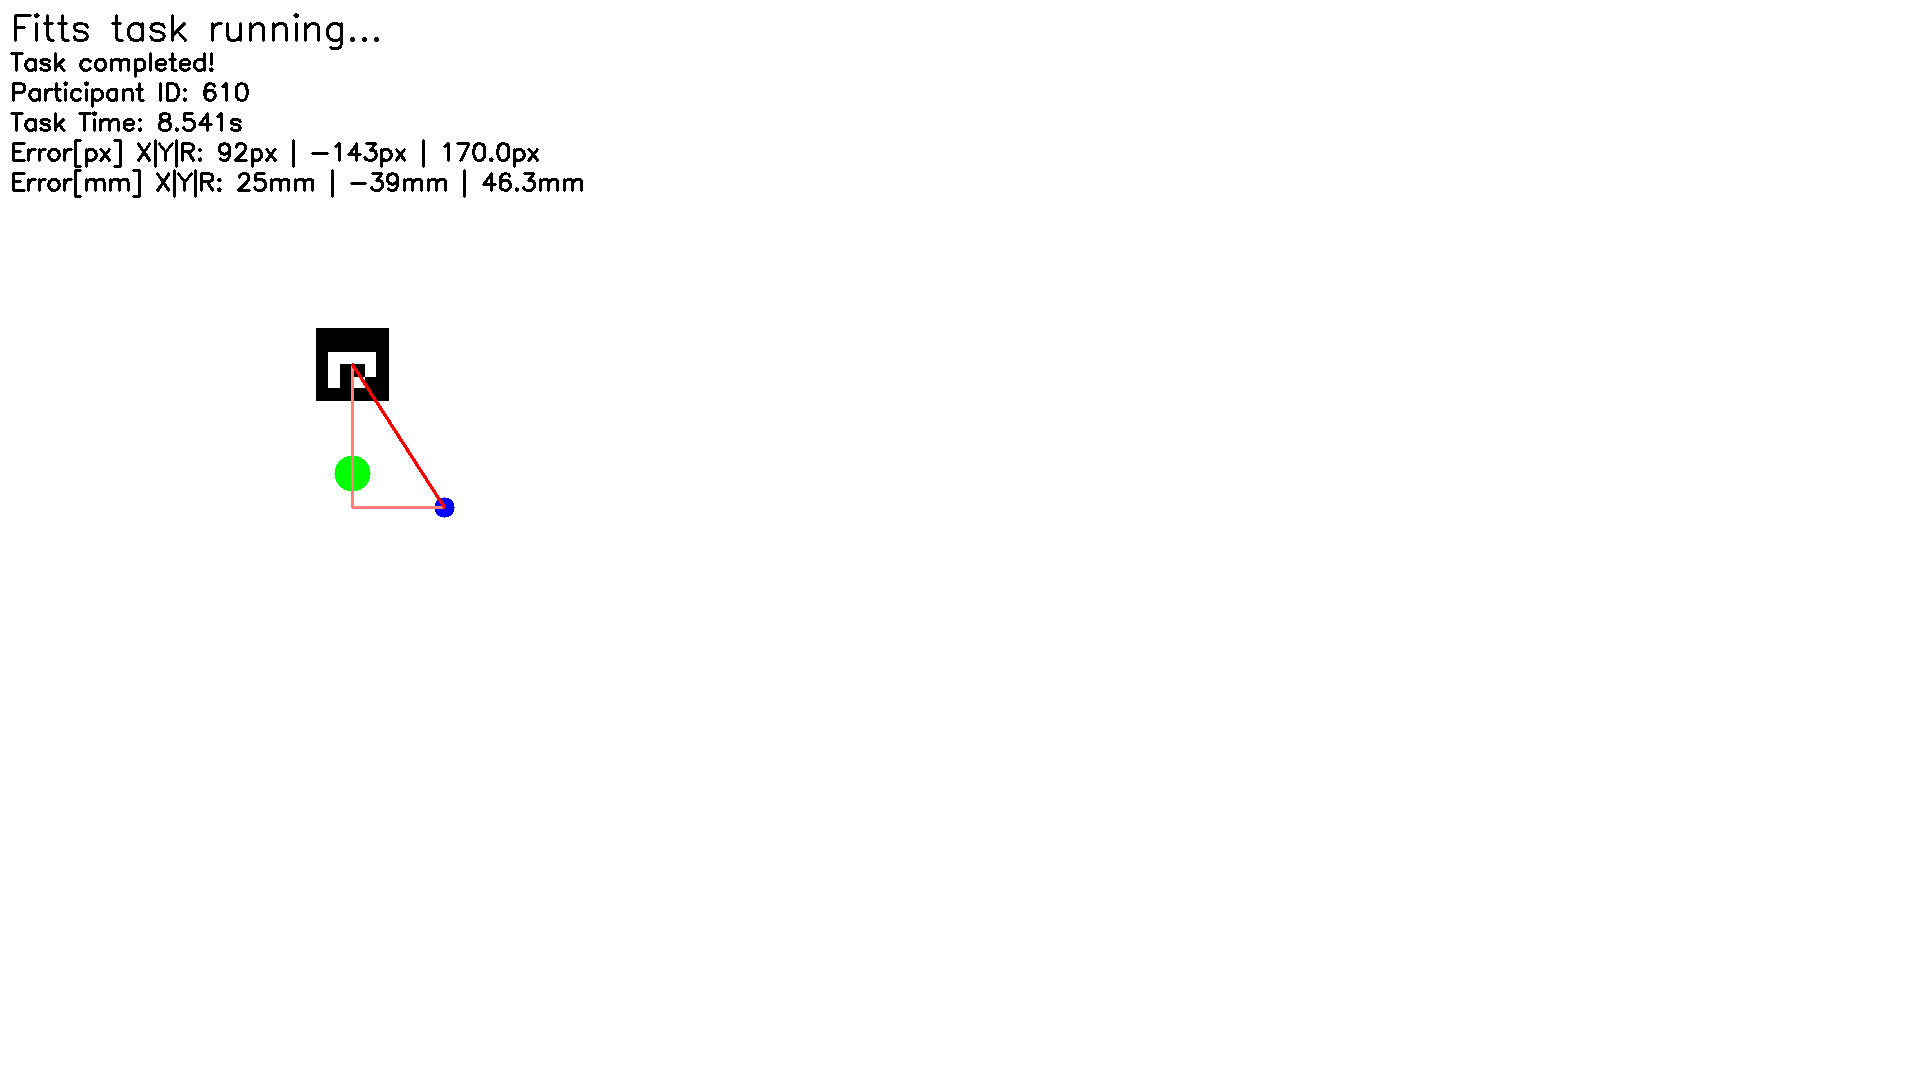 Fitts task running...
Task completed!
Participant ID: 610
Task Time: 8.541s
Error[px] X|Y|R: 92px | -143px | 170.0px
Error[mm] X|Y|R: 25mm | -39mm | 46.3mm